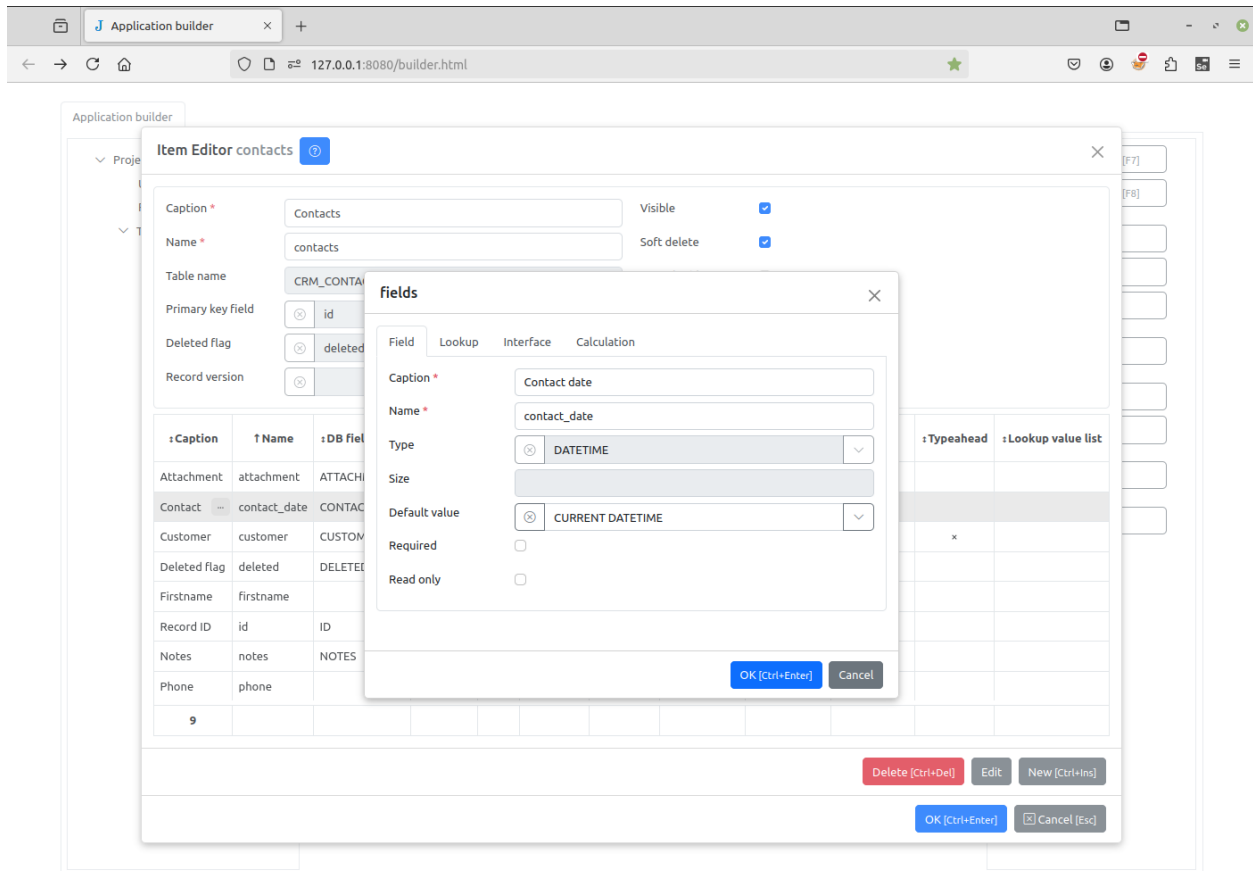 Application builder
127.0.0.1:8080/builder.html
Se
Application builder
Item Editor contacts
[F7]
[F8]
Caption *
Contacts
Visible
Name *
contacts
Soft delete
Table name
Primary key field
id
Deleted flag
deleted
Record version
fields
Field Lookup Interface Calculation
Caption *
Contact date
Name *
contact_date
Type
DATETIME
Size
Default value
CURRENT DATETIME
Required
Read only
OK [Ctrl+Enter] Cancel
Caption Name Typeahead Lookup value list
Attachment attachment
Contact ... contact_date
Customer customer ×
Deleted flag deleted
Firstname firstname
Record ID id ID
Notes notes NOTES
Phone phone
9
Delete [Ctrl+Del] Edit New [Ctrl+Ins]
OK [Ctrl+Enter] Cancel [Esc]